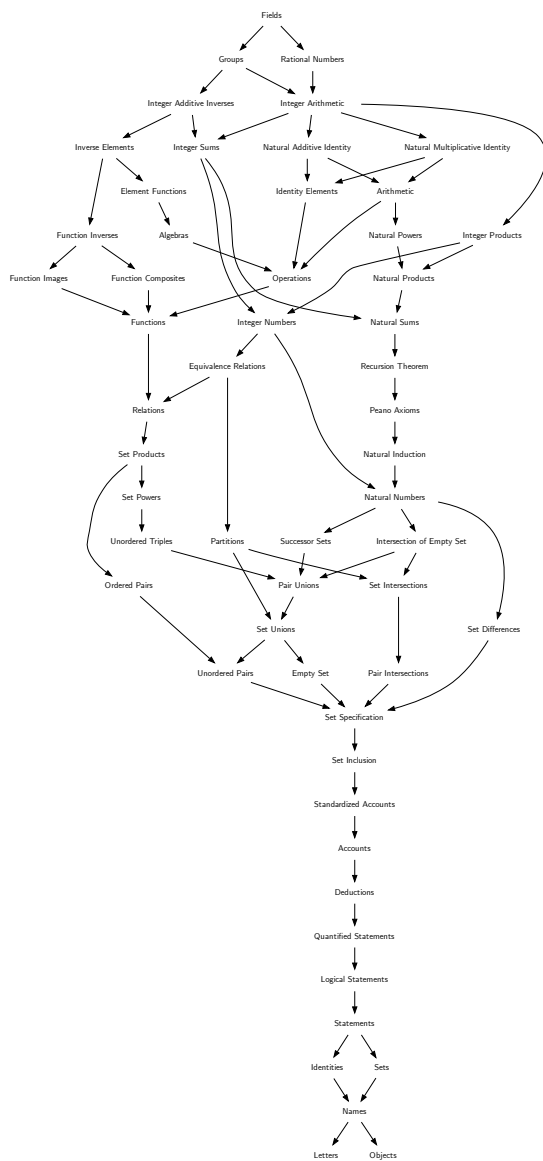 Fields
Groups
Rational Numbers
Integer Additive Inverses
Integer Arithmetic
Inverse Elements
Integer Sums
Natural Additive Identity
Natural Multiplicative Identity
Element Functions
Identity Elements
Arithmetic
Function Inverses
Algebras
Natural Powers
Integer Products
Function Images
Function Composites
Operations
Natural Products
Functions
Integer Numbers
Natural Sums
Equivalence Relations
Recursion Theorem
Relations
Peano Axioms
Set Products
Natural Induction
Set Powers
Natural Numbers
Unordered Triples
Partitions
Successor Sets
Intersection of Empty Set
Ordered Pairs
Pair Unions
Set Intersections
Set Unions
Set Differences
Unordered Pairs
Empty Set
Pair Intersections
Set Specification
Set Inclusion
Standardized Accounts
Accounts
Deductions
Quantified Statements
Logical Statements
Statements
Identities
Sets
Names
Letters
Objects